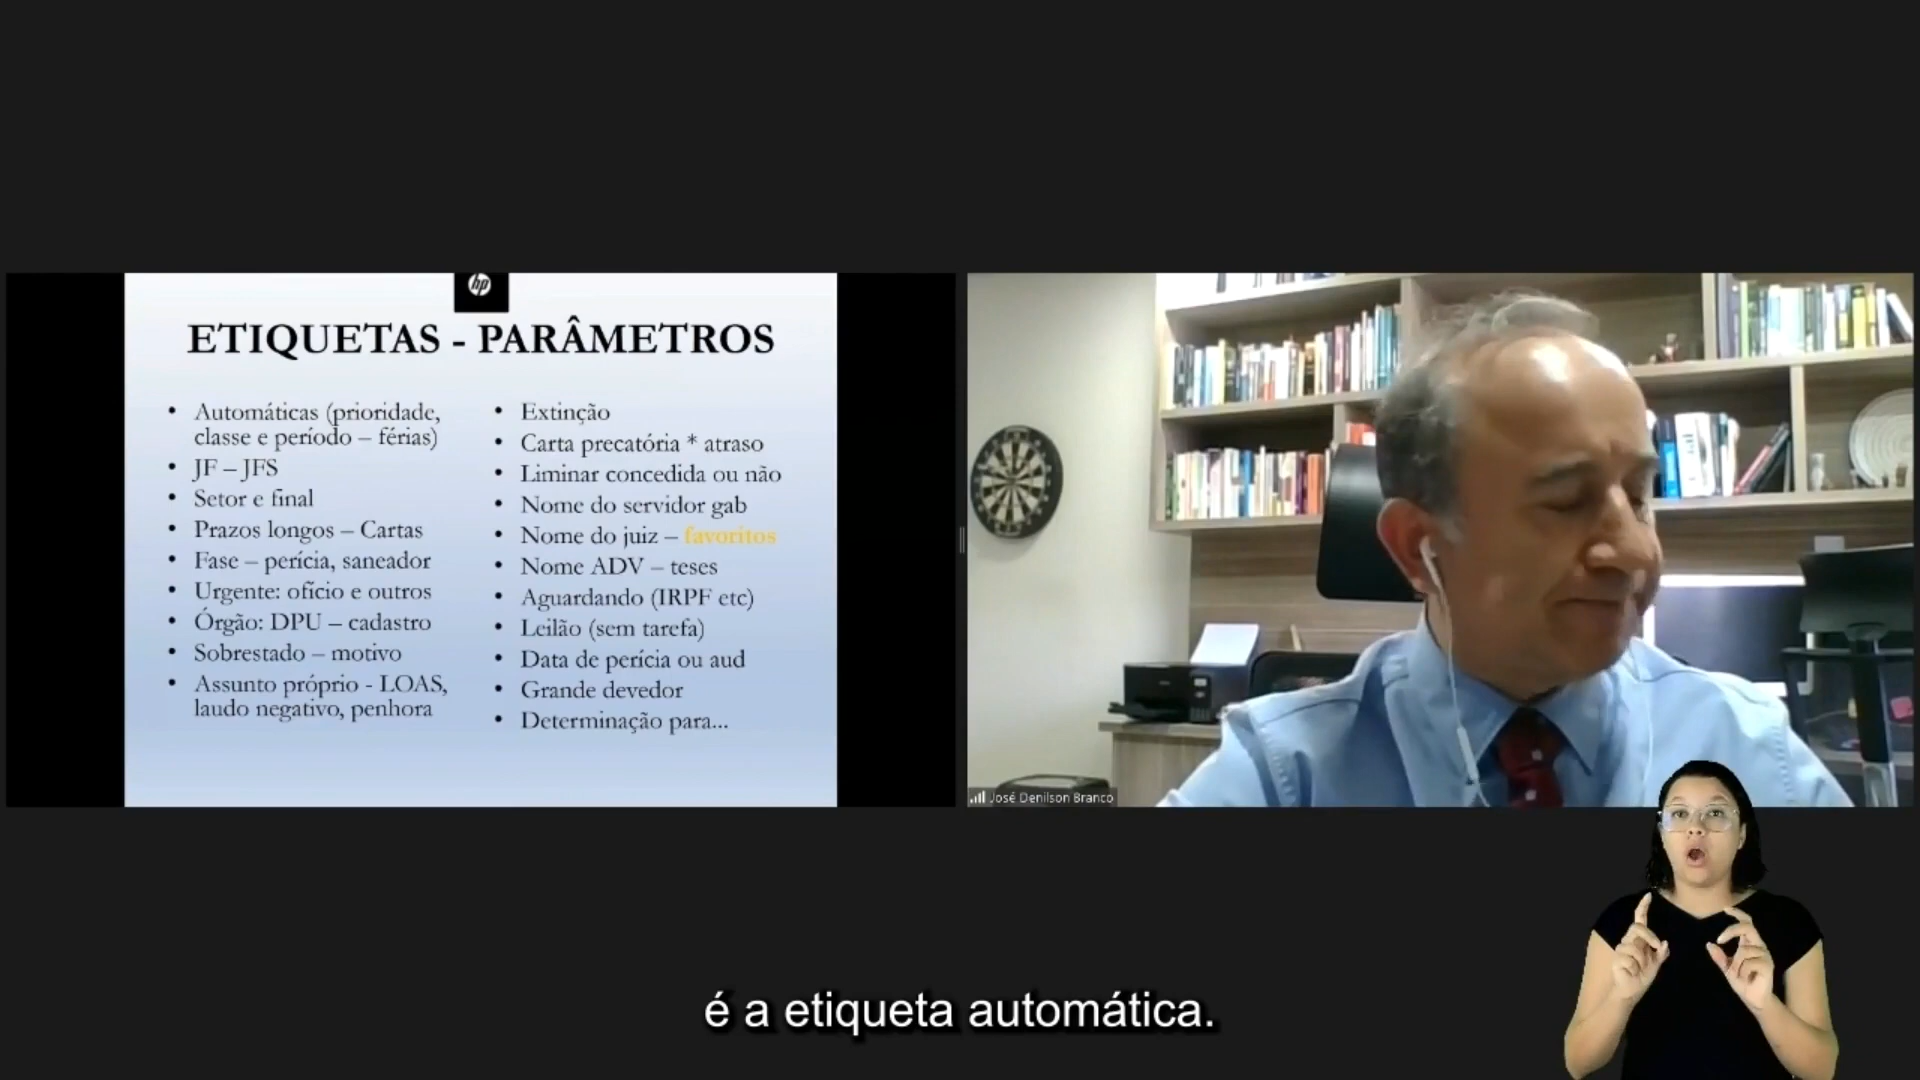 hp
ETIQUETAS - PARÂMETROS
• Automáticas (prioridade,
classe e período – férias)
• JF – JFS
• Setor e final
• Prazos longos – Cartas
• Fase – perícia, saneador
• Urgente: ofício e outros
• Órgão: DPU – cadastro
• Sobrestado – motivo
• Assunto próprio - LOAS,
laudo negativo, penhora
• Extinção
• Carta precatória * atraso
• Liminar concedida ou não
• Nome do servidor gab
• Nome do juiz – favoritos
• Nome ADV – teses
• Aguardando (IRPF etc)
• Leilão (sem tarefa)
• Data de perícia ou aud
• Grande devedor
• Determinação para...
José Denilson Branco
é a etiqueta automática.